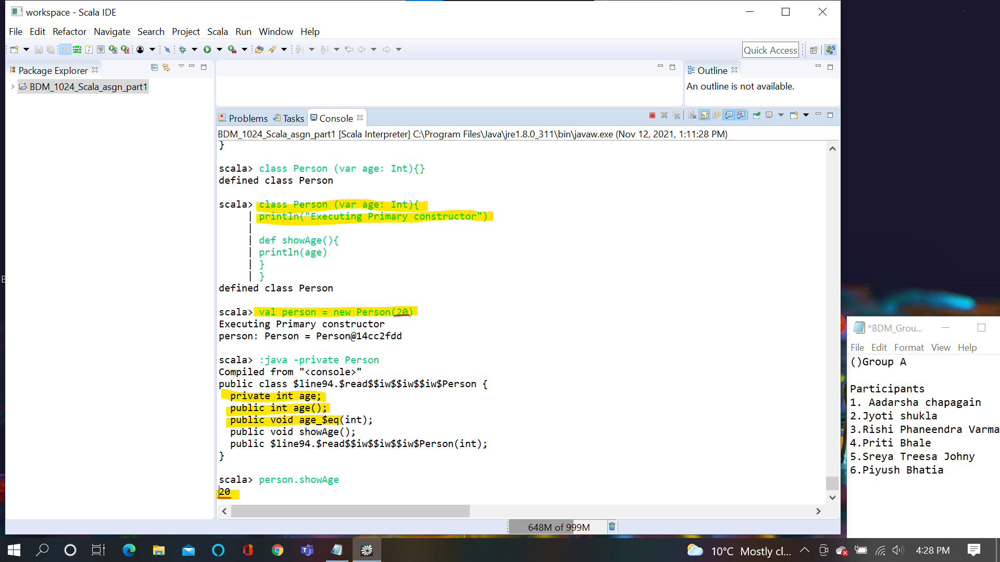 workspace - Scala IDE
File Edit Refactor Navigate Search Project Scala Run Window Help
Quick Access
Package Explorer
BDM_1024_Scala_asgn_part1
Outline
An outline is not available.
Problems Tasks Console
BDM_1024_Scala_asgn_part1 [Scala Interpreter] C:\Program Files\Java\jre1.8.0_311\bin\javaw.exe (Nov 12, 2021, 1:11:28 PM)
}
scala> class Person (var age: Int){}
defined class Person
scala> class Person (var age: Int){
| println("Executing Primary constructor")
|
| def showAge(){
| println(age)
| }
| }
defined class Person
scala> val person = new Person(20)
Executing Primary constructor
person: Person = Person@14cc2fdd
scala> :java -private Person
Compiled from "<console>"
public class $line94.$read$$iw$$iw$$iw$Person {
private int age;
public int age();
public void age_$eq(int);
public void showAge();
public $line94.$read$$iw$$iw$$iw$Person(int);
}
scala> person.showAge
20
648M of 999M
B
*BDM_Grou...
File Edit Format View Help
()Group A
Participants
1. Aadarsha chapagain
2.Jyoti shukla
3.Rishi Phaneendra Varma
4.Priti Bhale
5.Sreya Treesa Johny
6.Piyush Bhatia
10°C Mostly cl...
4:28 PM